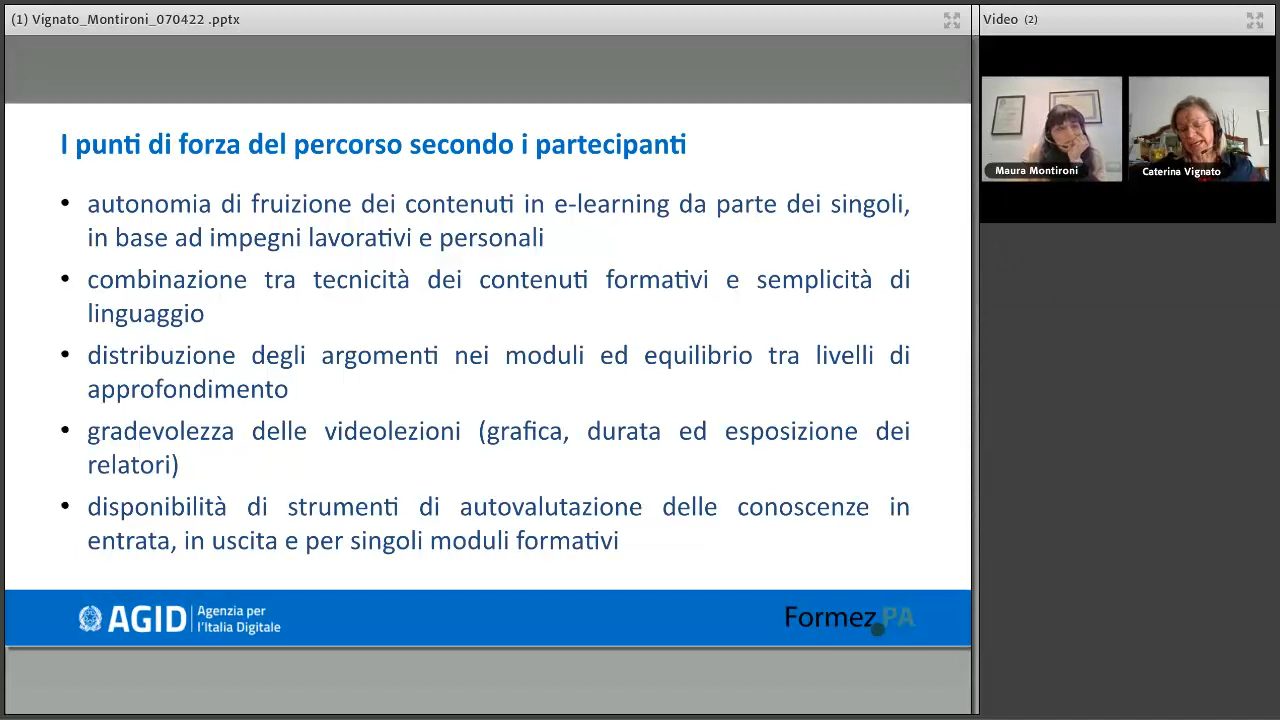 (1) Vignato_Montironi_070422 .pptx
Video (2)
Maura Montironi
Caterina Vignato
I punti di forza del percorso secondo i partecipanti
• autonomia di fruizione dei contenuti in e-learning da parte dei singoli,
in base ad impegni lavorativi e personali
• combinazione tra tecnicità dei contenuti formativi e semplicità di
linguaggio
• distribuzione degli argomenti nei moduli ed equilibrio tra livelli di
approfondimento
• gradevolezza delle videolezioni (grafica, durata ed esposizione dei
relatori)
• disponibilità di strumenti di autovalutazione delle conoscenze in
entrata, in uscita e per singoli moduli formativi
AGID
Agenzia per
l'Italia Digitale
Formez PA